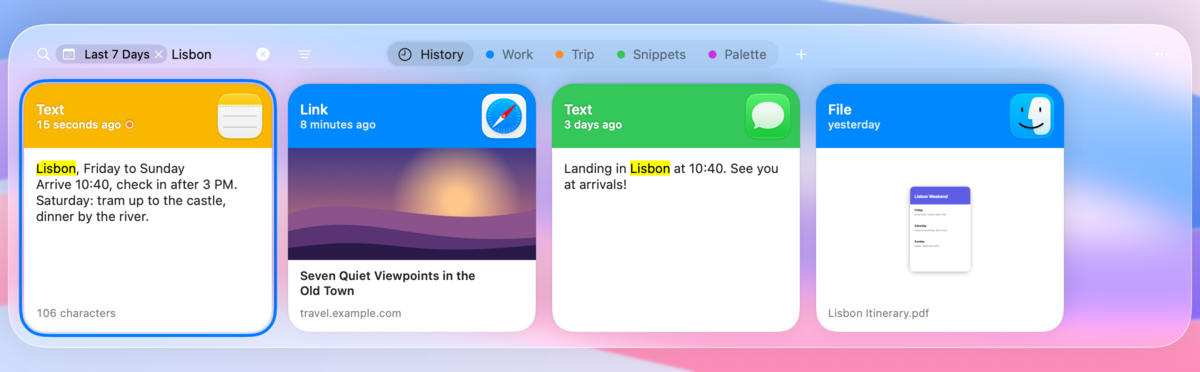 Last 7 Days
Lisbon
History
Work
Trip
Snippets
Palette
Text
15 seconds ago
Lisbon, Friday to Sunday
Arrive 10:40, check in after 3 PM.
Saturday: tram up to the castle,
dinner by the river.
106 characters
Link
8 minutes ago
Seven Quiet Viewpoints in the
Old Town
travel.example.com
Text
3 days ago
Landing in Lisbon at 10:40. See you
at arrivals!
File
yesterday
Lisbon Weekend
Friday
Saturday
Sunday
Lisbon Itinerary.pdf